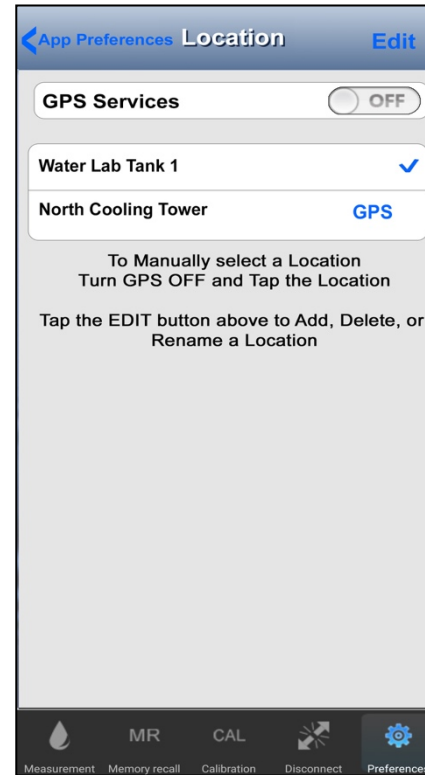 App Preferences Location Edit
GPS Services OFF
Water Lab Tank 1
North Cooling Tower GPS
To Manually select a Location
Turn GPS OFF and Tap the Location
Tap the EDIT button above to Add, Delete, or
Rename a Location
MR CAL
Measurement Memory recall Calibration Disconnect Preferences